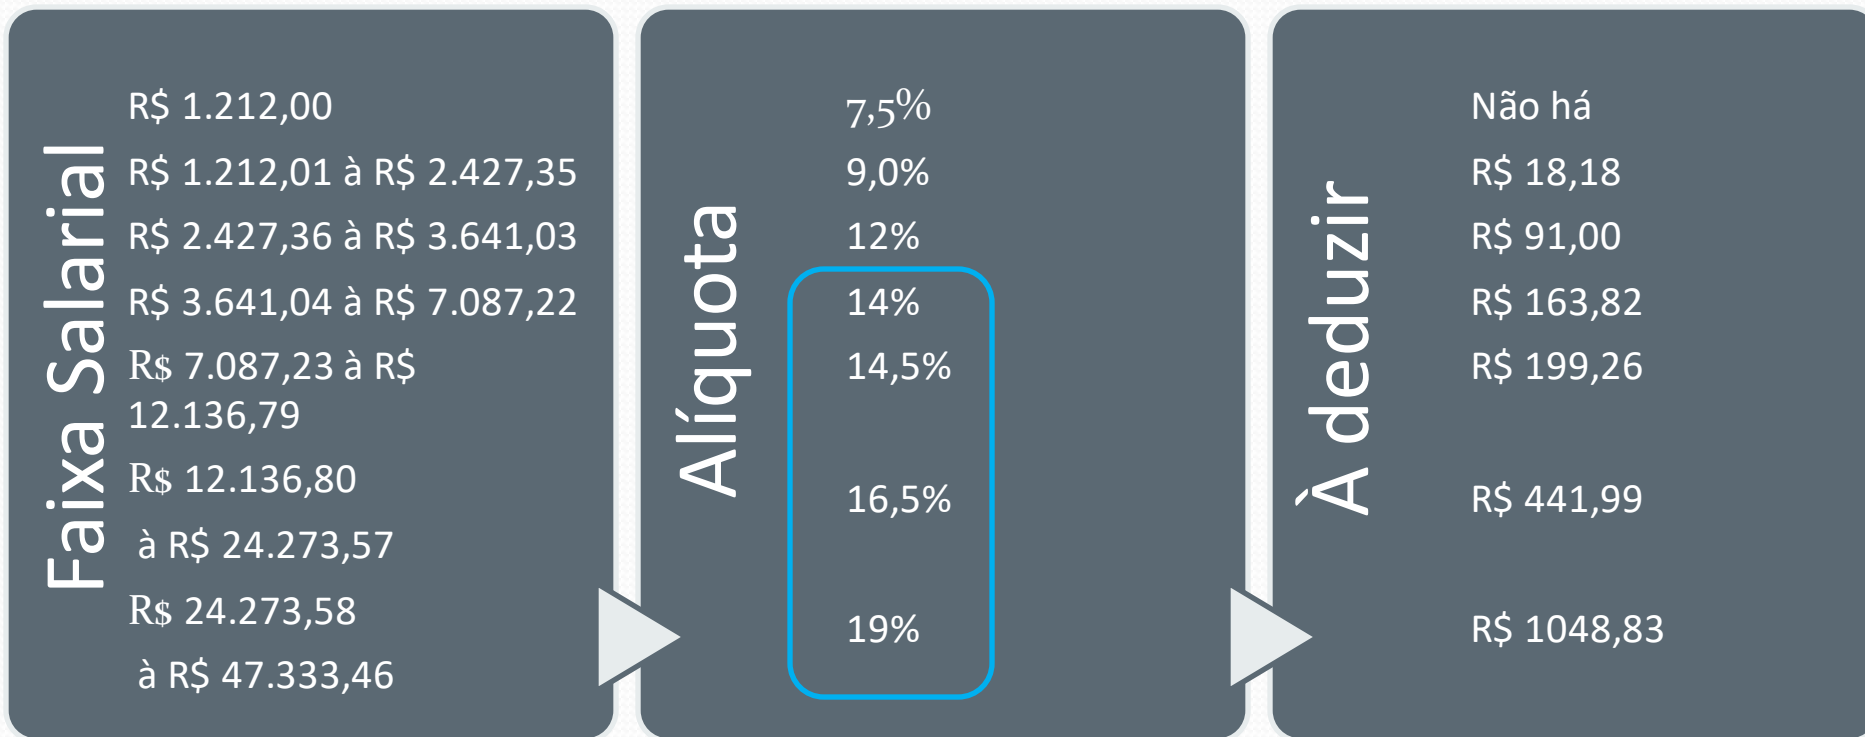 Faixa Salarial
R$ 1.212,00
R$ 1.212,01 à R$ 2.427,35
R$ 2.427,36 à R$ 3.641,03
R$ 3.641,04 à R$ 7.087,22
R$ 7.087,23 à R$
12.136,79
R$ 12.136,80
à R$ 24.273,57
R$ 24.273,58
à R$ 47.333,46
Alíquota
7,5%
9,0%
12%
14%
14,5%
16,5%
19%
À deduzir
Não há
R$ 18,18
R$ 91,00
R$ 163,82
R$ 199,26
R$ 441,99
R$ 1048,83